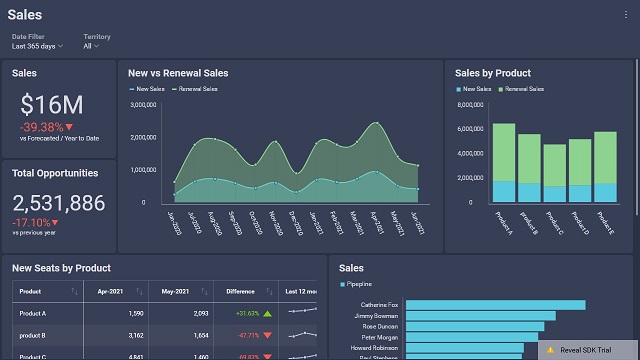 Sales
Date Filter
Last 365 days
Territory
All
Sales
$16M
-39.38%
vs Forecasted / Year to Date
Total Opportunities
2,531,886
-17.10%
vs previous year
New vs Renewal Sales
New Sales
Renewal Sales
3,000,000
2,000,000
1,000,000
0
Jun-2020
Jul-2020
Aug-2020
Sep-2020
Oct-2020
Nov-2020
Dec-2020
Jan-2021
Feb-2021
Mar-2021
Apr-2021
May-2021
Jun-2021
Sales by Product
New Sales
Renewal Sales
8,000,000
6,000,000
4,000,000
2,000,000
0
Product A
product B
Product C
Product D
Product E
New Seats by Product
Product Apr-2021 May-2021 Difference Last 12 mo
Product A 1,590 2,093 +31.63%
product B 3,162 1,654 -47.71%
Product C 4,841 1,460 -69.83%
Sales
Pipepline
Catherine Fox
Jimmy Bowman
Rose Duncan
Peter Morgan
Howard Robinson
Paul Stephens
Reveal SDK Trial